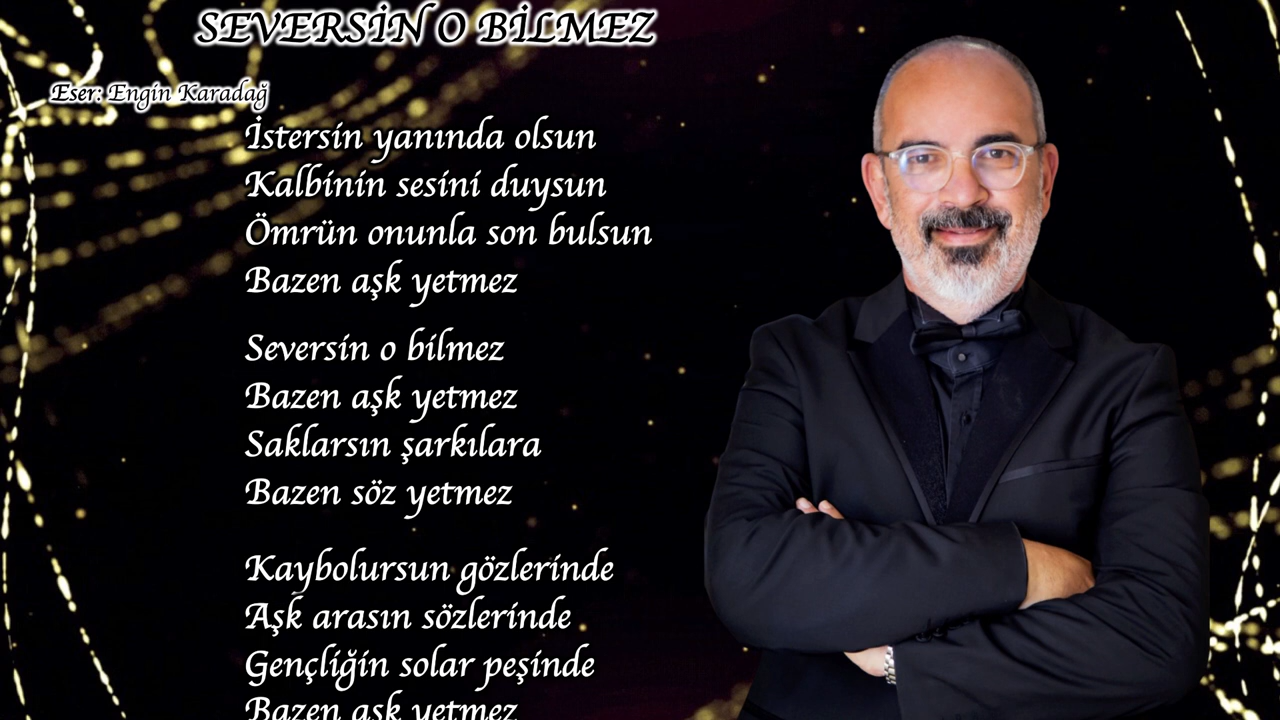 SEVERSİN O BİLMEZ
Eser: Engin Karadağ
İstersin yanında olsun
Kalbinin sesini duysun
Ömrün onunla son bulsun
Bazen aşk yetmez
Seversin o bilmez
Bazen aşk yetmez
Saklarsın şarkılara
Bazen söz yetmez
Kaybolursun gözlerinde
Aşk arasın sözlerinde
Gençliğin solar peşinde
Bazen aşk yetmez